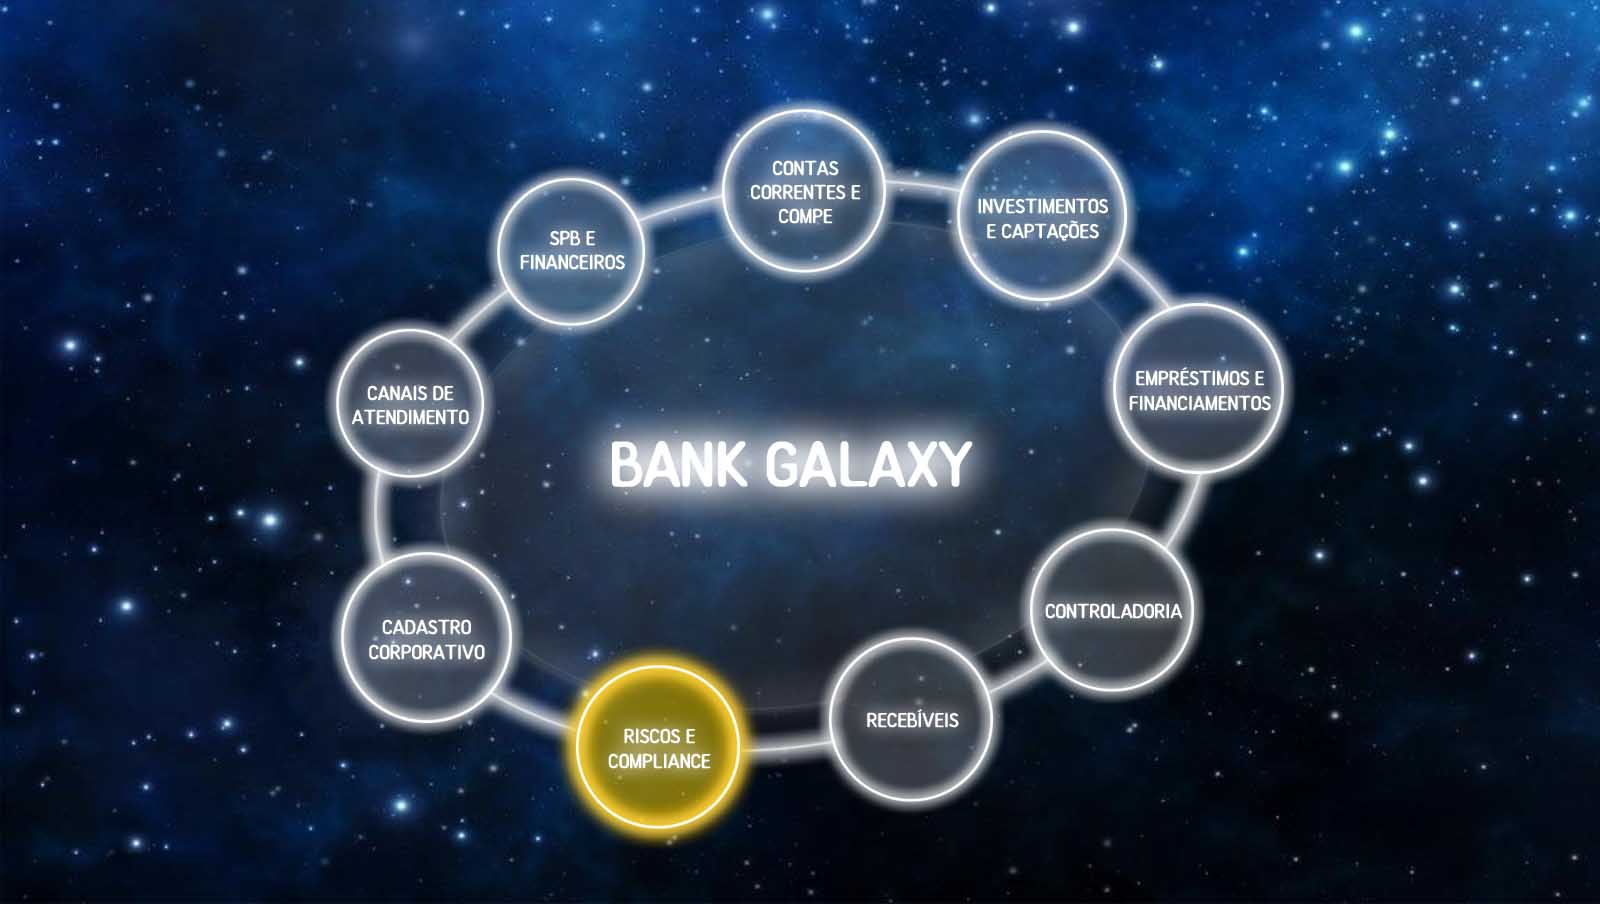 CONTAS
CORRENTES E
COMPE
INVESTIMENTOS
E CAPTAÇÕES
SPB E
FINANCEIROS
EMPRÉSTIMOS E
FINANCIAMENTOS
CANAIS DE
ATENDIMENTO
BANK GALAXY
CONTROLADORIA
CADASTRO
CORPORATIVO
RECEBÍVEIS
RISCOS E
COMPLIANCE